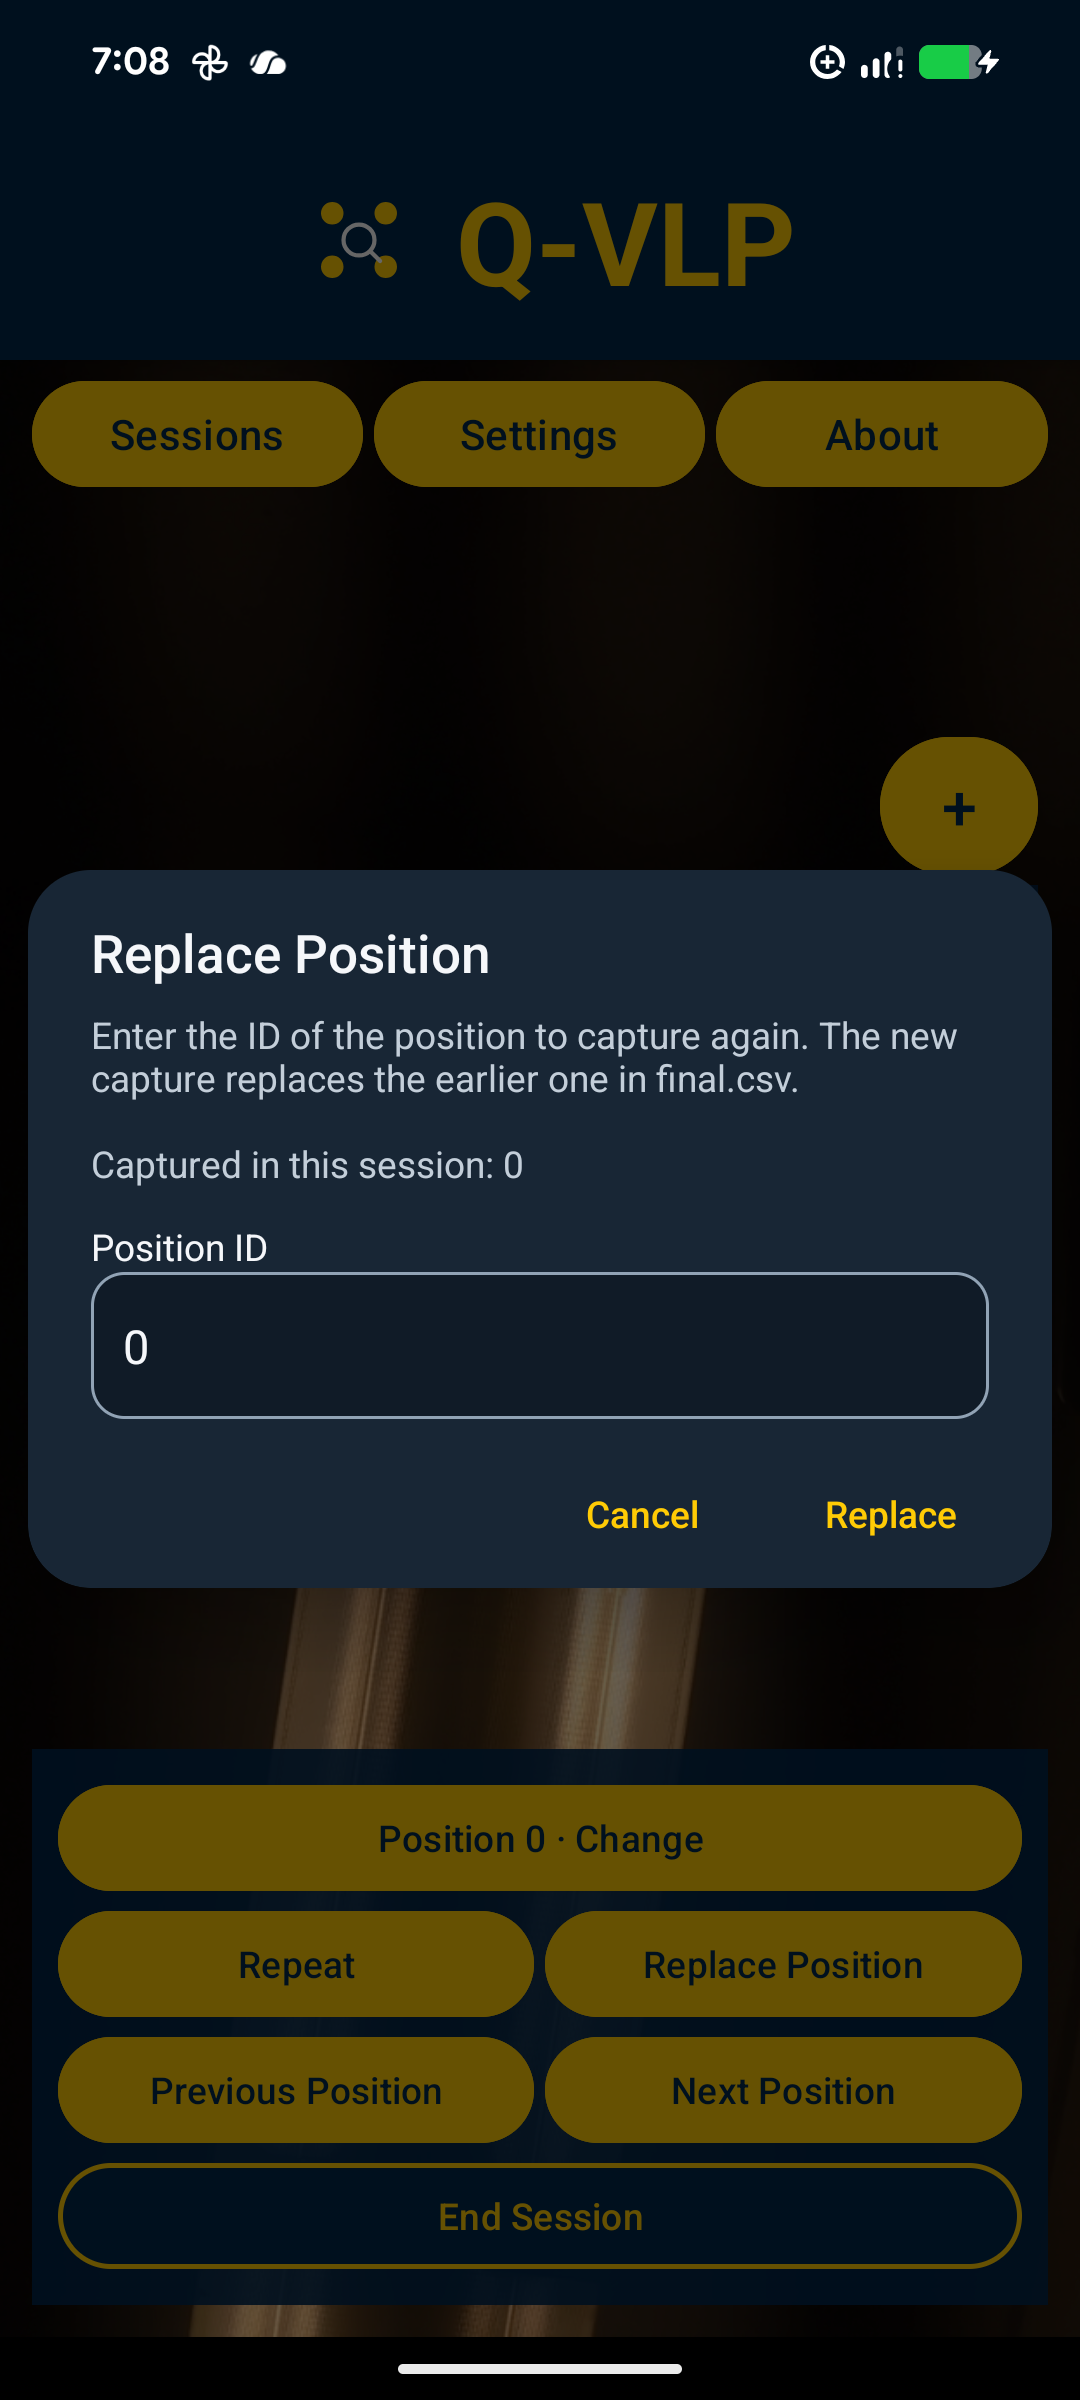 7:08
Q-VLP
Sessions
Settings
About
+
Replace Position
Enter the ID of the position to capture again. The new
capture replaces the earlier one in final.csv.
Captured in this session: 0
Position ID
0
Cancel
Replace
Position 0 · Change
Repeat
Replace Position
Previous Position
Next Position
End Session